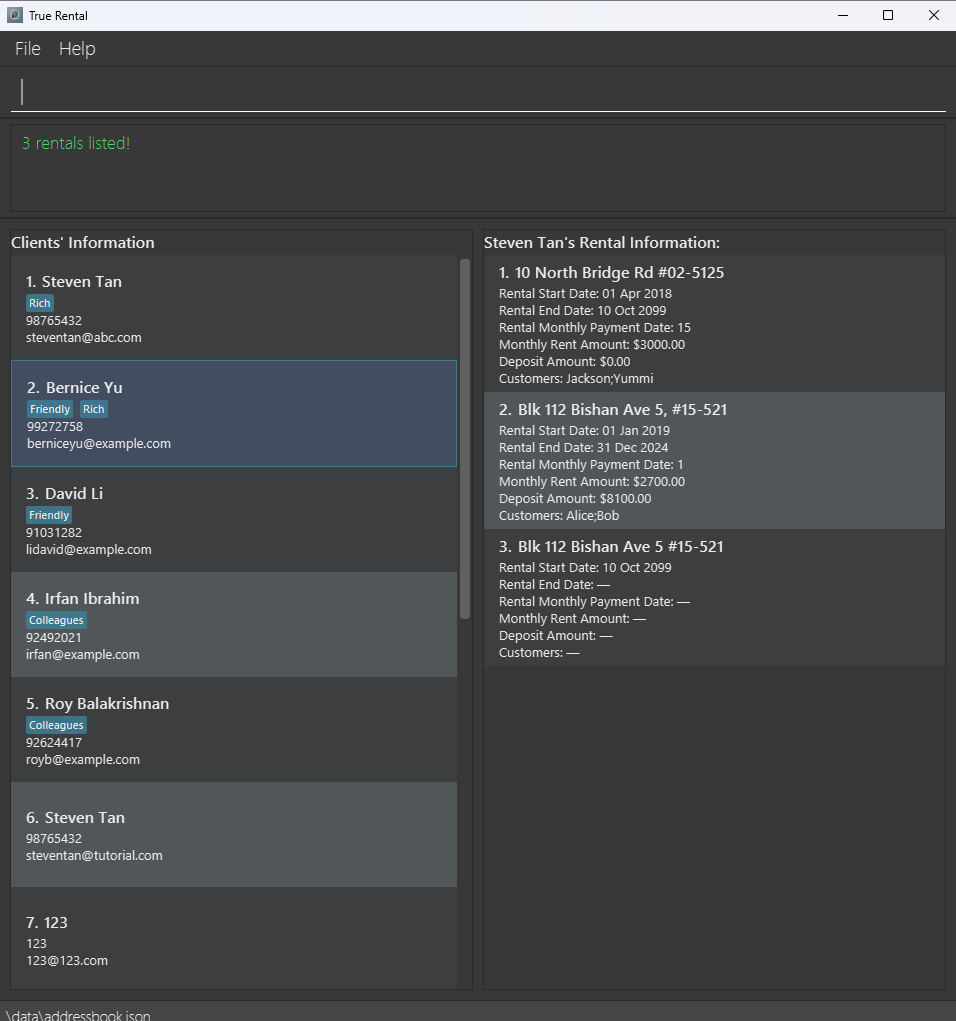 True Rental
File Help
3 rentals listed!
Clients' Information
1. Steven Tan
Rich
98765432
steventan@abc.com
2. Bernice Yu
Friendly Rich
99272758
berniceyu@example.com
3. David Li
Friendly
91031282
lidavid@example.com
4. Irfan Ibrahim
Colleagues
92492021
irfan@example.com
5. Roy Balakrishnan
Colleagues
92624417
royb@example.com
6. Steven Tan
98765432
steventan@tutorial.com
7. 123
123
123@123.com
Steven Tan's Rental Information:
1. 10 North Bridge Rd #02-5125
Rental Start Date: 01 Apr 2018
Rental End Date: 10 Oct 2099
Rental Monthly Payment Date: 15
Monthly Rent Amount: $3000.00
Deposit Amount: $0.00
Customers: Jackson;Yummi
2. Blk 112 Bishan Ave 5, #15-521
Rental Start Date: 01 Jan 2019
Rental End Date: 31 Dec 2024
Rental Monthly Payment Date: 1
Monthly Rent Amount: $2700.00
Deposit Amount: $8100.00
Customers: Alice;Bob
3. Blk 112 Bishan Ave 5 #15-521
Rental Start Date: 10 Oct 2099
Rental End Date: —
Rental Monthly Payment Date: —
Monthly Rent Amount: —
Deposit Amount: —
Customers: —
\data\addressbook.json